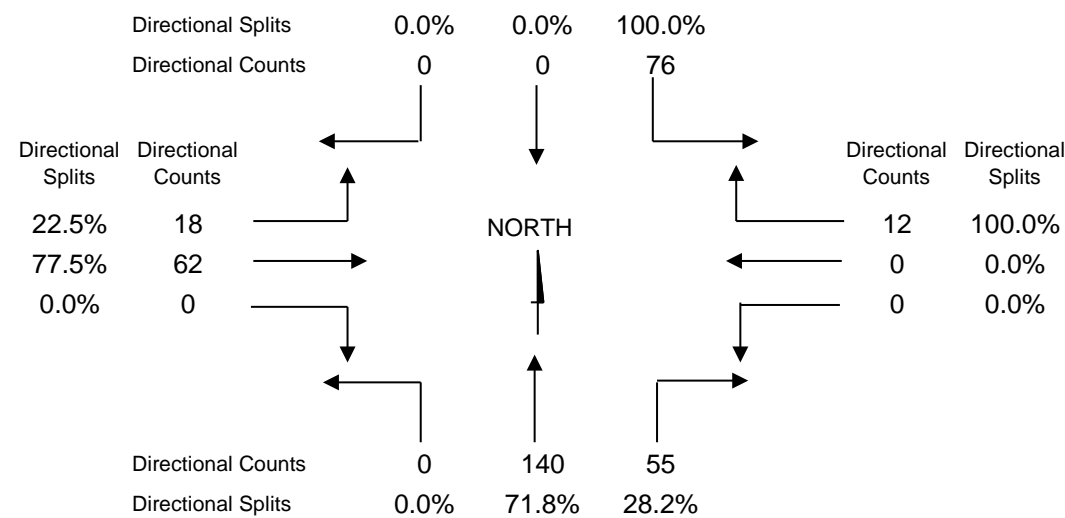 Directional Splits 0.0% 0.0% 100.0%
Directional Counts 0 0 76
Directional Directional Directional Directional
Splits Counts Counts Splits
22.5% 18 NORTH 12 100.0%
77.5% 62 0 0.0%
0.0% 0 0 0.0%
Directional Counts 0 140 55
Directional Splits 0.0% 71.8% 28.2%